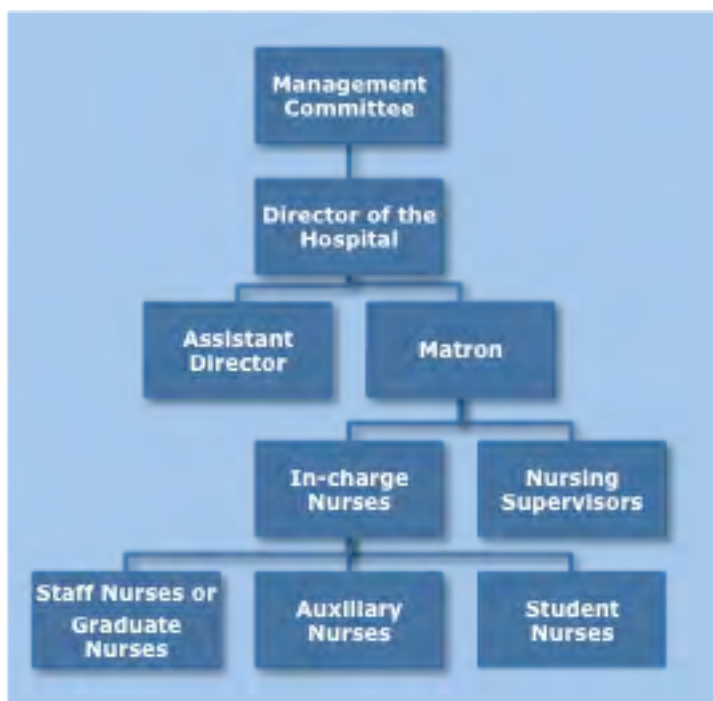 Management
Committee
Director of the
Hospital
Assistant
Director
Matron
In-charge
Nurses
Nursing
Supervisors
Staff Nurses or
Graduate
Nurses
Auxiliary
Nurses
Student
Nurses